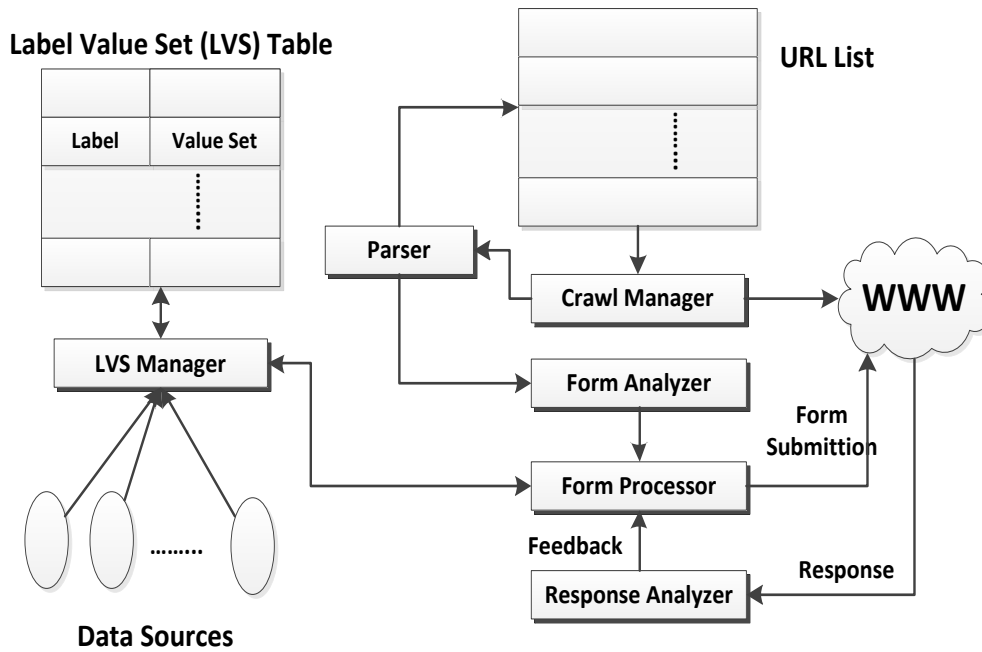 Label Value Set (LVS) Table
URL List
Label
Value Set
Parser
Crawl Manager
WWW
LVS Manager
Form Analyzer
Form
Submittion
Form Processor
Feedback
Response
Response Analyzer
.........
Data Sources